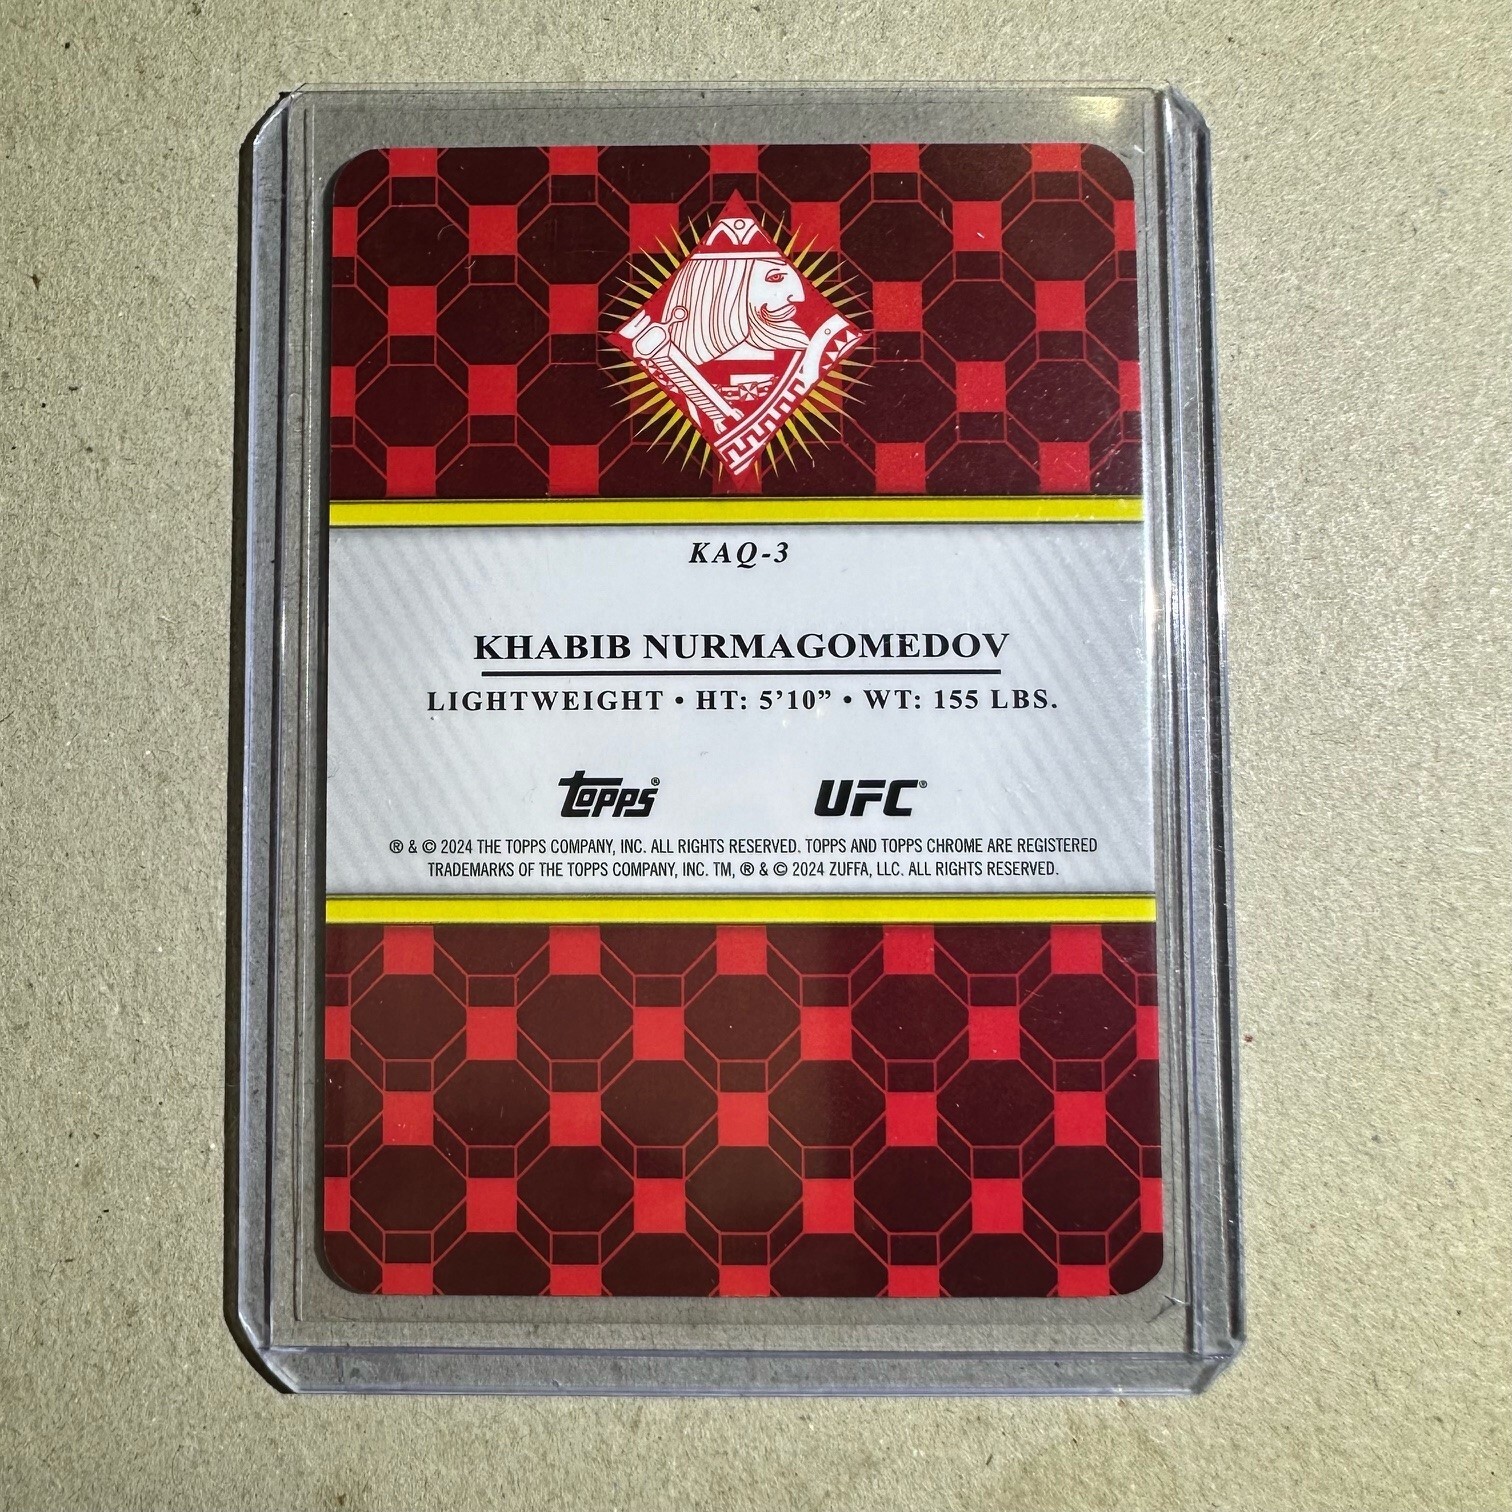 KAQ-3
KHABIB NURMAGOMEDOV
LIGHTWEIGHT • HT: 5’10” • WT: 155 LBS.
Topps® UFC®
® & © 2024 THE TOPPS COMPANY, INC. ALL RIGHTS RESERVED. TOPPS AND TOPPS CHROME ARE REGISTERED
TRADEMARKS OF THE TOPPS COMPANY, INC. TM, ® & © 2024 ZUFFA, LLC. ALL RIGHTS RESERVED.